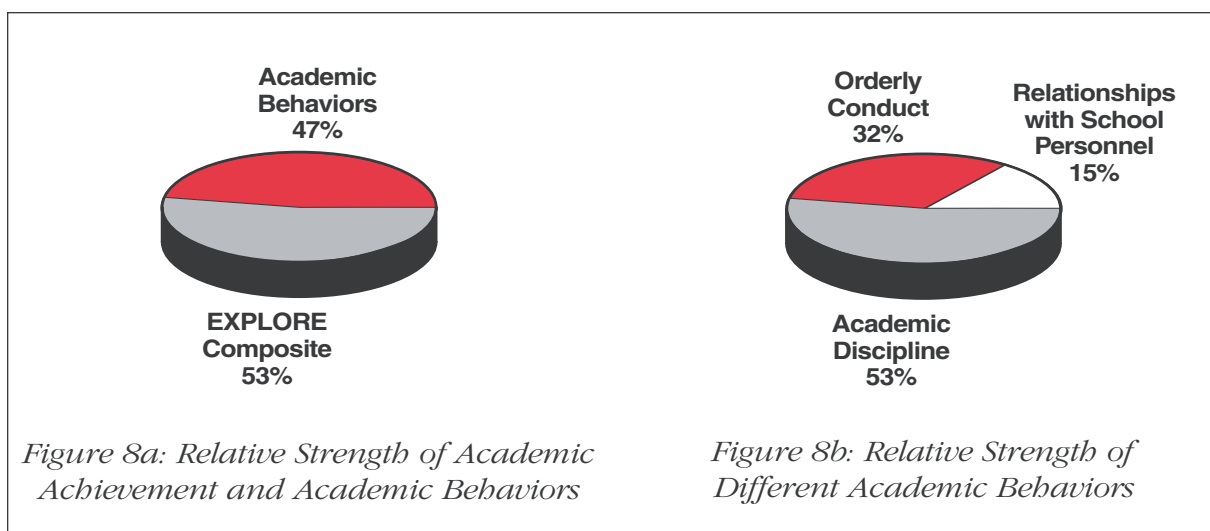 Academic
Behaviors
47%
EXPLORE
Composite
53%
Figure 8a: Relative Strength of Academic
Achievement and Academic Behaviors
Orderly
Conduct
32%
Relationships
with School
Personnel
15%
Academic
Discipline
53%
Figure 8b: Relative Strength of
Different Academic Behaviors